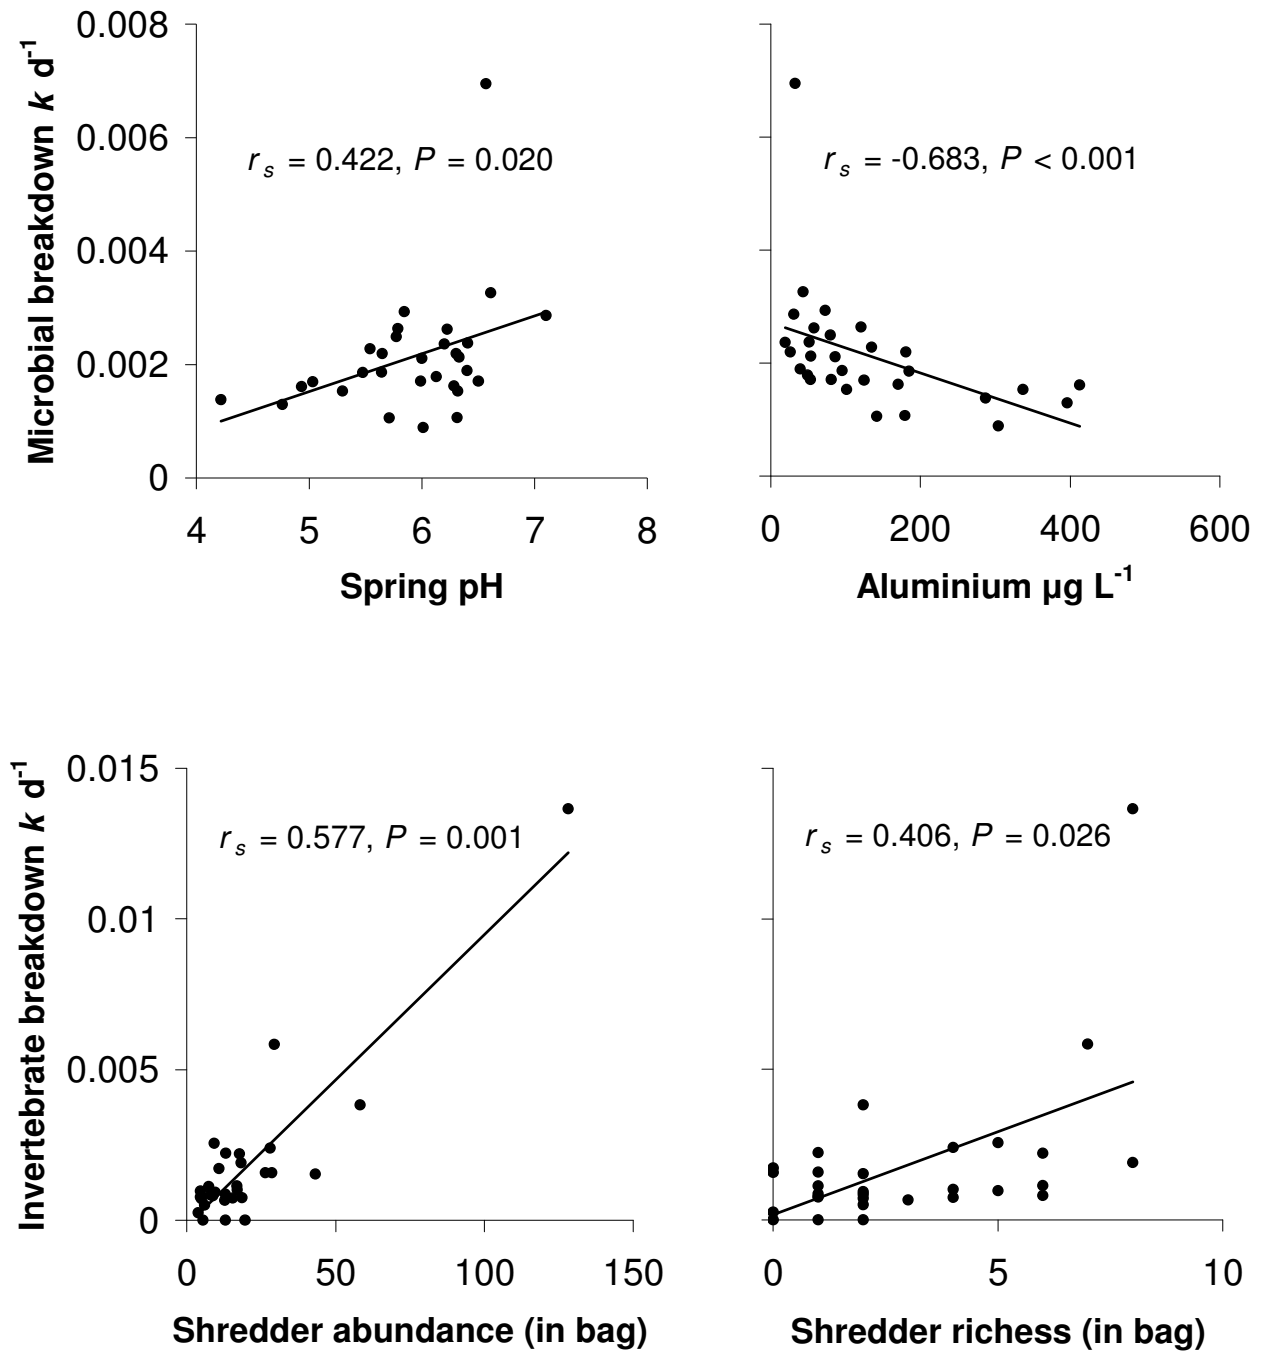 Microbial breakdown k d-1
0.008
0.006
0.004
0.002
0
rs = 0.422, P = 0.020
4 5 6 7 8
Spring pH
rs = -0.683, P < 0.001
0 200 400 600
Aluminium µg L-1
Invertebrate breakdown k d-1
0.015
0.01
0.005
0
rs = 0.577, P = 0.001
0 50 100 150
Shredder abundance (in bag)
rs = 0.406, P = 0.026
0 5 10
Shredder richess (in bag)